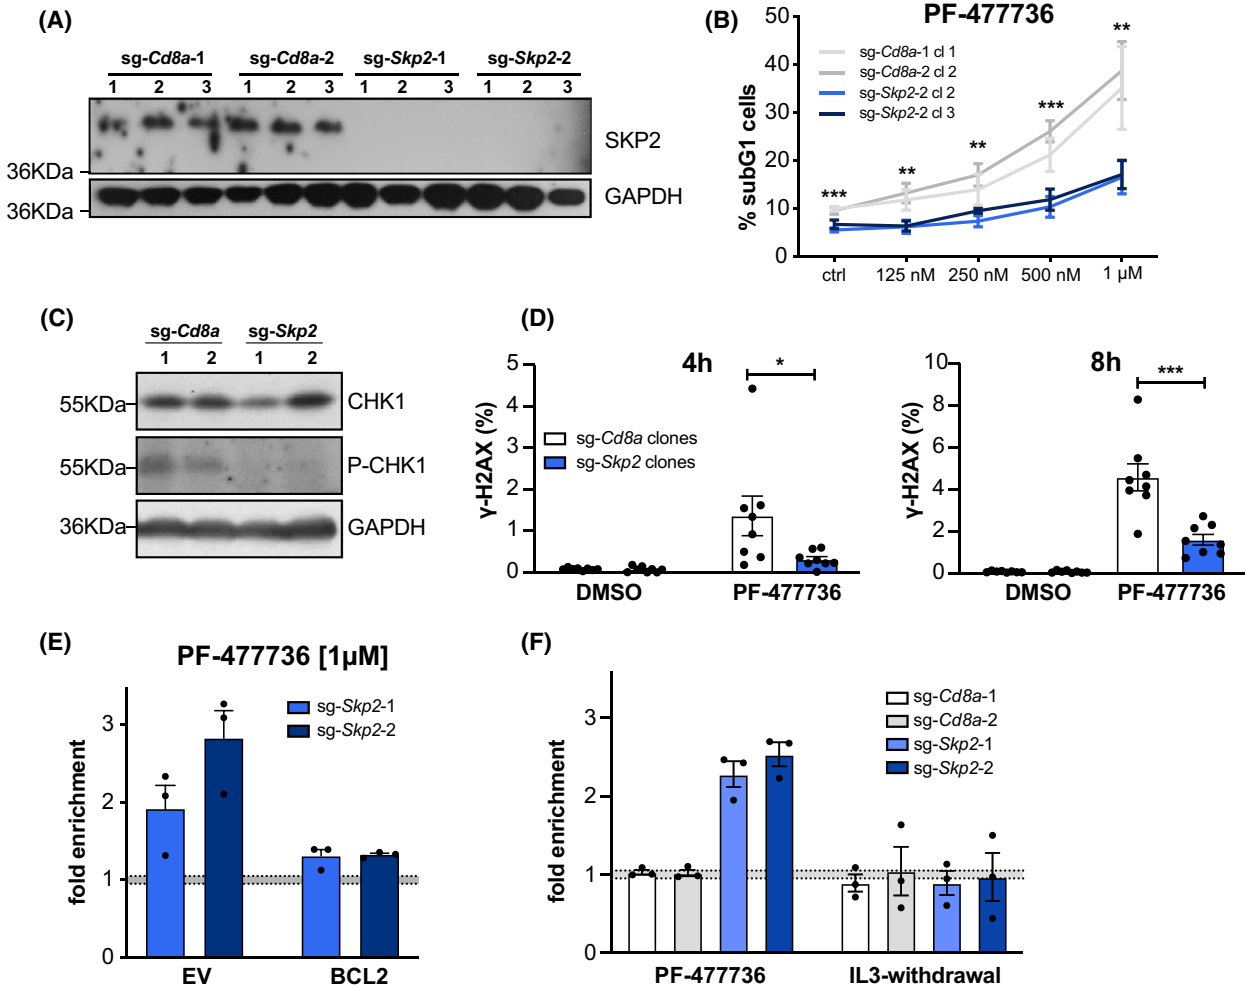 (A)
sg-Cd8a-1 sg-Cd8a-2 sg-Skp2-1 sg-Skp2-2
1 2 3 1 2 3 1 2 3 1 2 3
SKP2
36KDa
GAPDH
36KDa
(B)
PF-477736
sg-Cd8a-1 cl 1
sg-Cd8a-2 cl 2
sg-Skp2-2 cl 2
sg-Skp2-2 cl 3
% subG1 cells
50
40
30
20
10
0
*** ** ** *** **
ctrl 125 nM 250 nM 500 nM 1 µM
(C)
sg-Cd8a sg-Skp2
1 2 1 2
55KDa CHK1
55KDa P-CHK1
36KDa GAPDH
(D)
4h
γ-H2AX (%)
5
4
3
2
1
0
*
sg-Cd8a clones
sg-Skp2 clones
DMSO PF-477736
8h
γ-H2AX (%)
10
8
6
4
2
0
***
DMSO PF-477736
(E)
PF-477736 [1µM]
fold enrichment
3
2
1
0
sg-Skp2-1
sg-Skp2-2
EV BCL2
(F)
fold enrichment
3
2
1
0
sg-Cd8a-1
sg-Cd8a-2
sg-Skp2-1
sg-Skp2-2
PF-477736 IL3-withdrawal